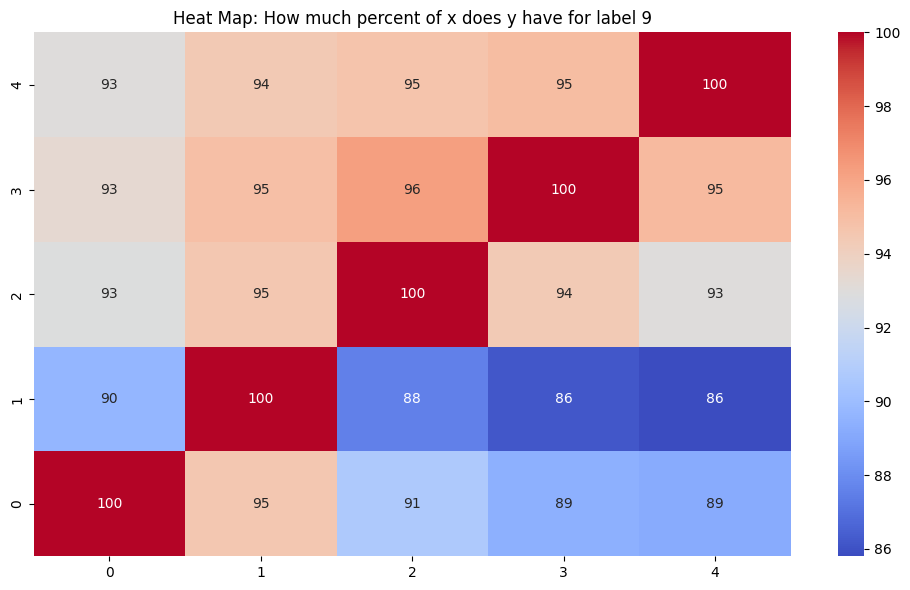 Heat Map: How much percent of x does y have for label 9
4 93 94 95 95 100
3 93 95 96 100 95
2 93 95 100 94 93
1 90 100 88 86 86
0 100 95 91 89 89
0 1 2 3 4
100
98
96
94
92
90
88
86